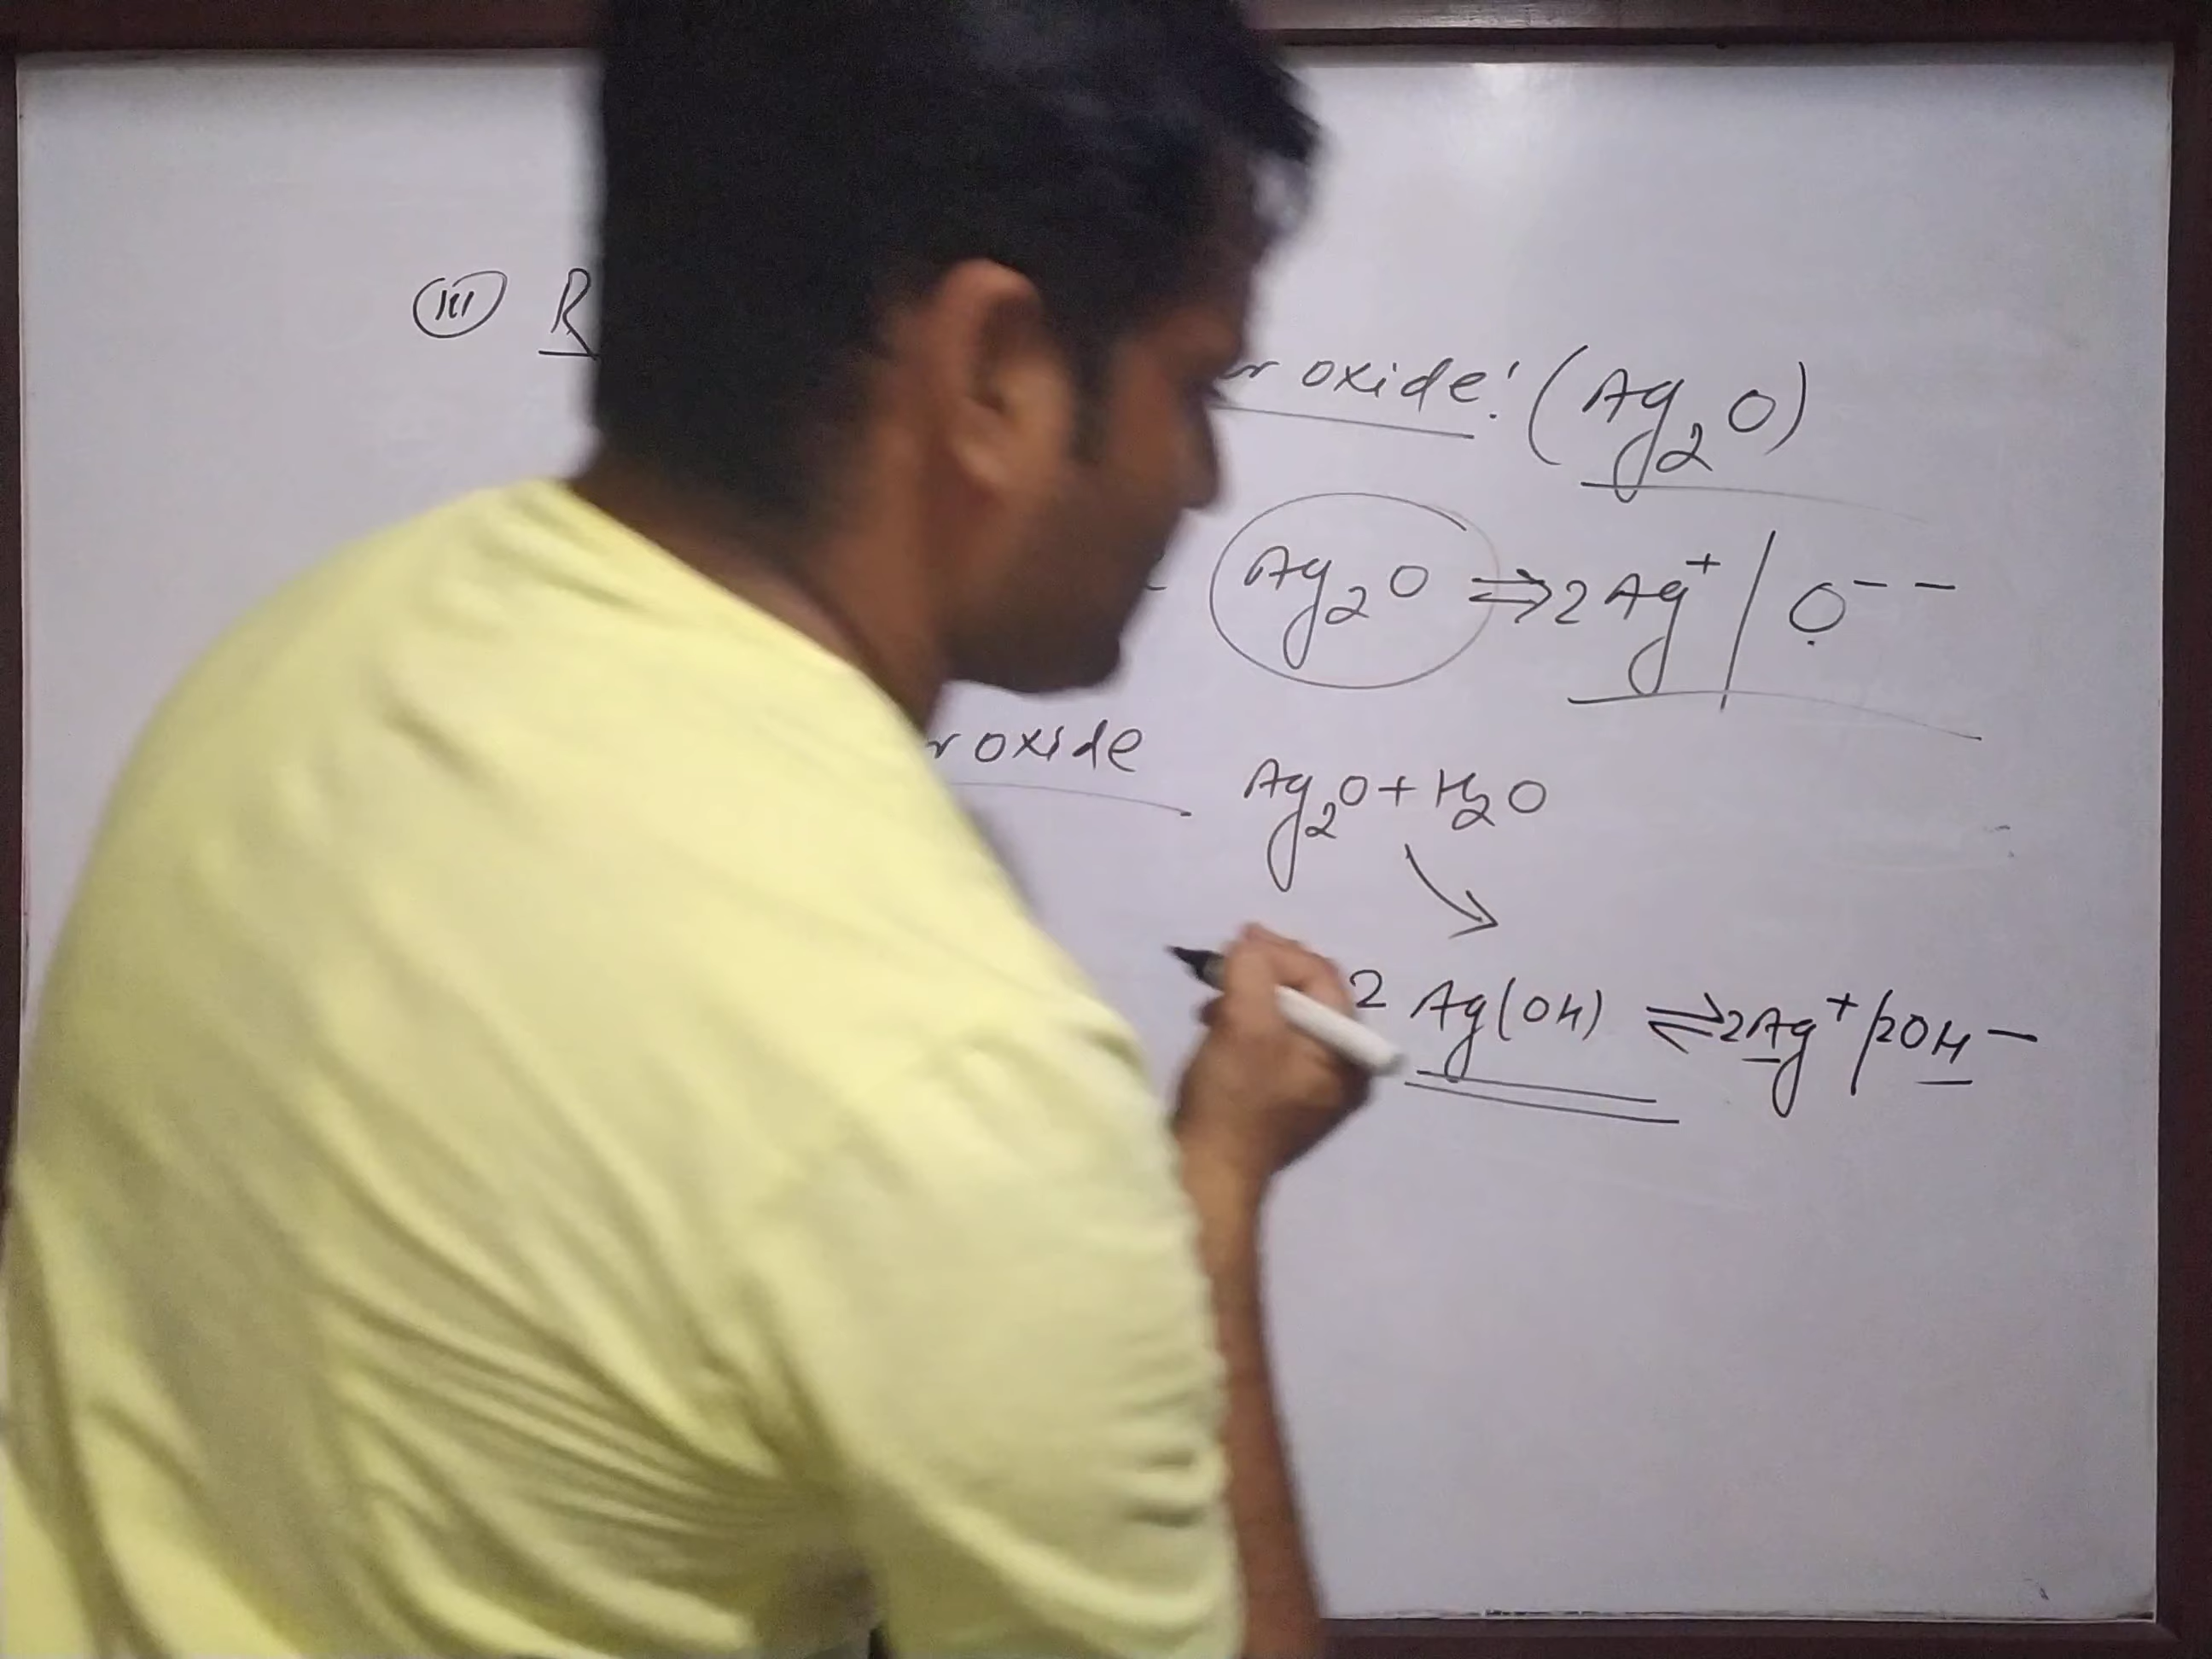 (iii) R
r oxide: (Ag₂O)
Ag₂O ⇌ 2Ag⁺ / O⁻⁻
r oxide
Ag₂O + H₂O
2 Ag(OH) ⇌ 2Ag⁺/2OH⁻